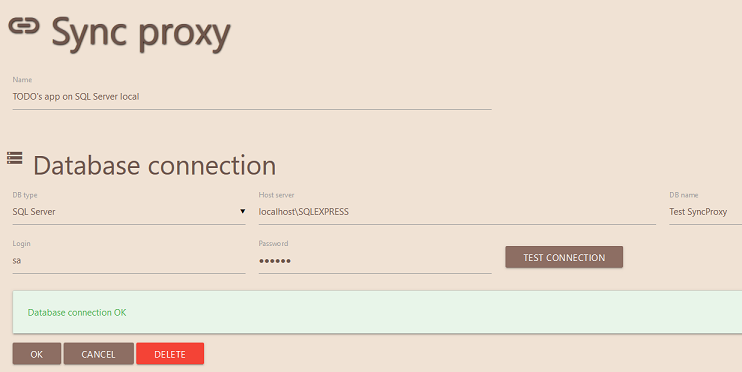 Sync proxy
Name
TODO's app on SQL Server local
Database connection
DB type Host server DB name
SQL Server localhost\SQLEXPRESS Test SyncProxy
Login Password
sa ●●●●●● TEST CONNECTION
Database connection OK
OK CANCEL DELETE